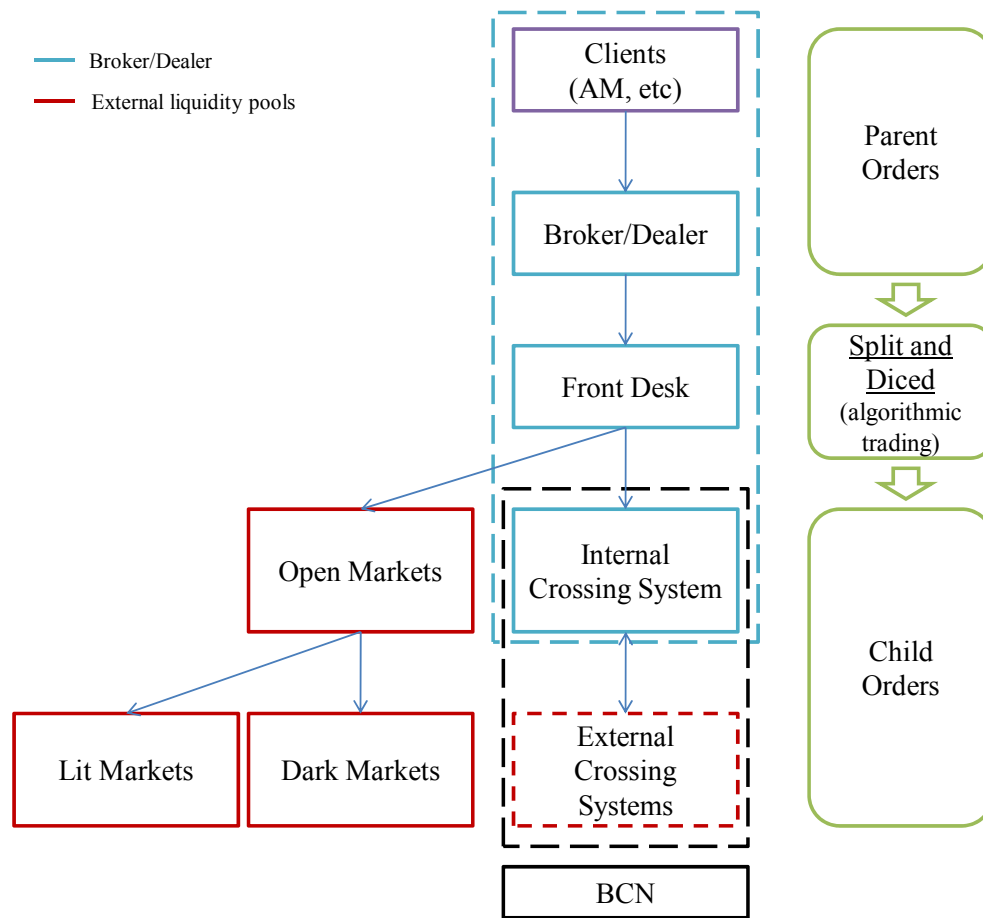 Broker/Dealer
External liquidity pools
Clients
(AM, etc)
Broker/Dealer
Front Desk
Open Markets
Internal
Crossing System
Lit Markets
Dark Markets
External
Crossing
Systems
BCN
Parent
Orders
Split and
Diced
(algorithmic
trading)
Child
Orders